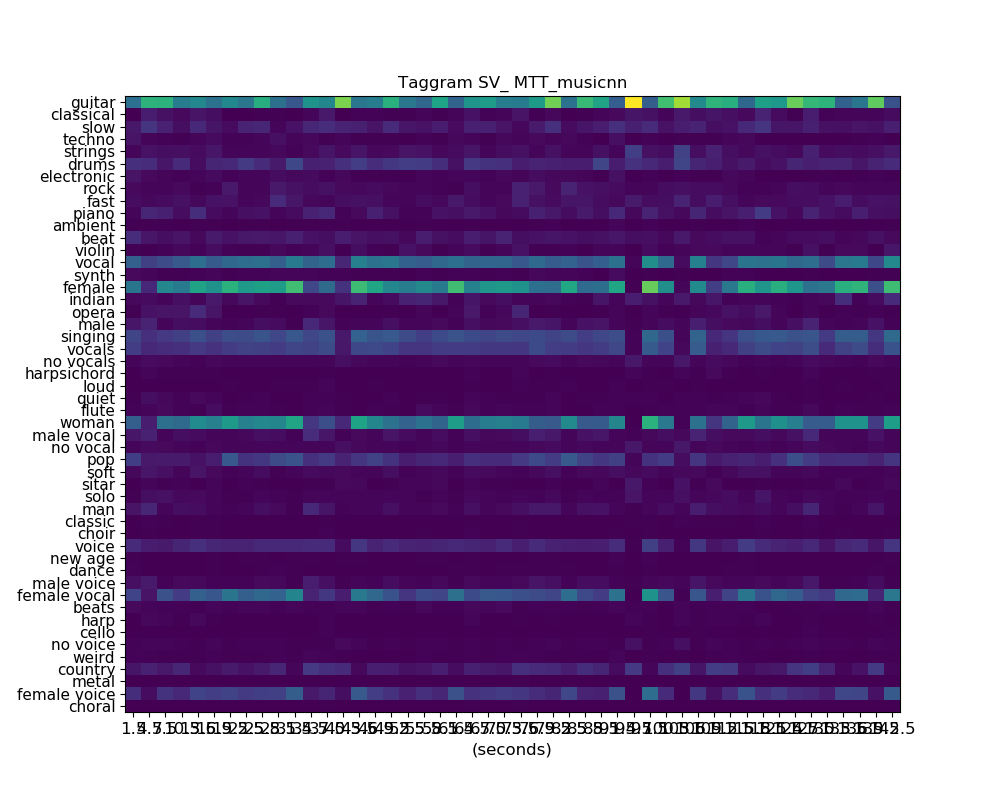 Taggram SV_ MTT_musicnn
guitar
classical
slow
techno
strings
drums
electronic
rock
fast
piano
ambient
beat
violin
vocal
synth
female
indian
opera
male
singing
vocals
no vocals
harpsichord
loud
quiet
flute
woman
male vocal
no vocal
pop
soft
sitar
solo
man
classic
choir
voice
new age
dance
male voice
female vocal
beats
harp
cello
no voice
weird
country
metal
female voice
choral
(seconds)